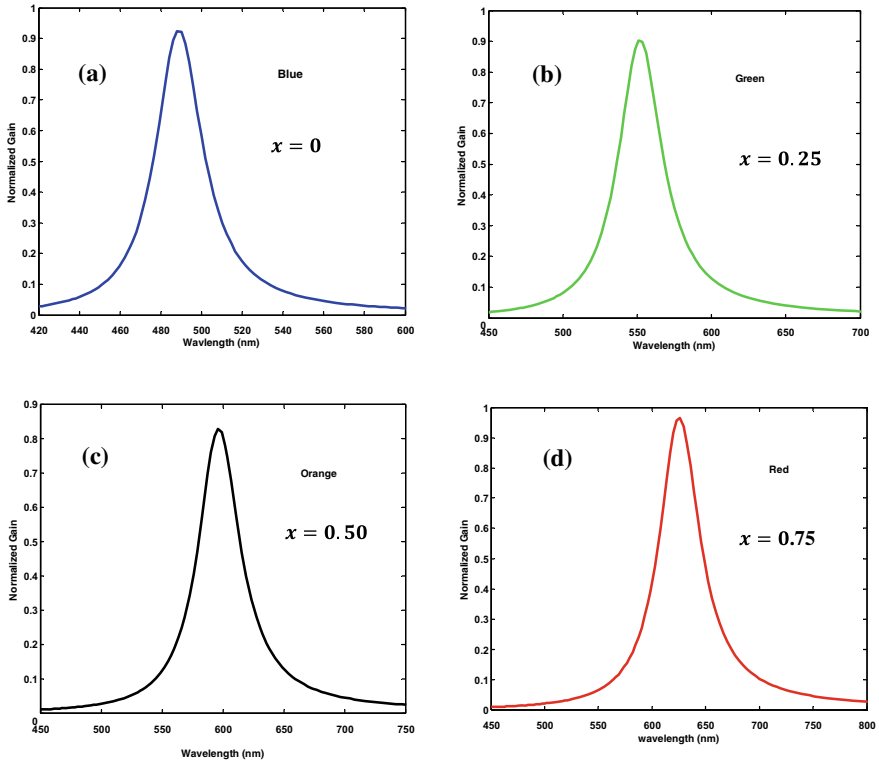 (a)
Blue
x = 0
Normalized Gain
1
0.9
0.8
0.7
0.6
0.5
0.4
0.3
0.2
0.1
0
420 440 460 480 500 520 540 560 580 600
Wavelength (nm)
(b)
Green
x = 0.25
Normalized Gain
1
0.9
0.8
0.7
0.6
0.5
0.4
0.3
0.2
0.1
0
450 500 550 600 650 700
Wavelength (nm)
(c)
Orange
x = 0.50
Normalized Gain
0.9
0.8
0.7
0.6
0.5
0.4
0.3
0.2
0.1
0
450 500 550 600 650 700 750
Wavelength (nm)
(d)
Red
x = 0.75
Normalized Gain
1
0.9
0.8
0.7
0.6
0.5
0.4
0.3
0.2
0.1
0
450 500 550 600 650 700 750 800
wavelength (nm)